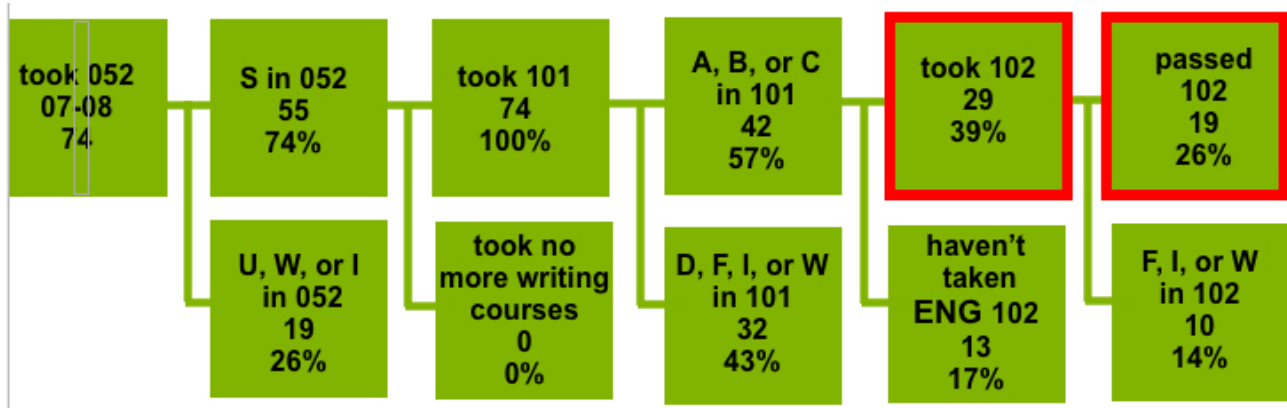 took 052
07-08
74
S in 052
55
74%
took 101
74
100%
A, B, or C
in 101
42
57%
took 102
29
39%
passed
102
19
26%
U, W, or I
in 052
19
26%
took no
more writing
courses
0
0%
D, F, I, or W
in 101
32
43%
haven’t
taken
ENG 102
13
17%
F, I, or W
in 102
10
14%